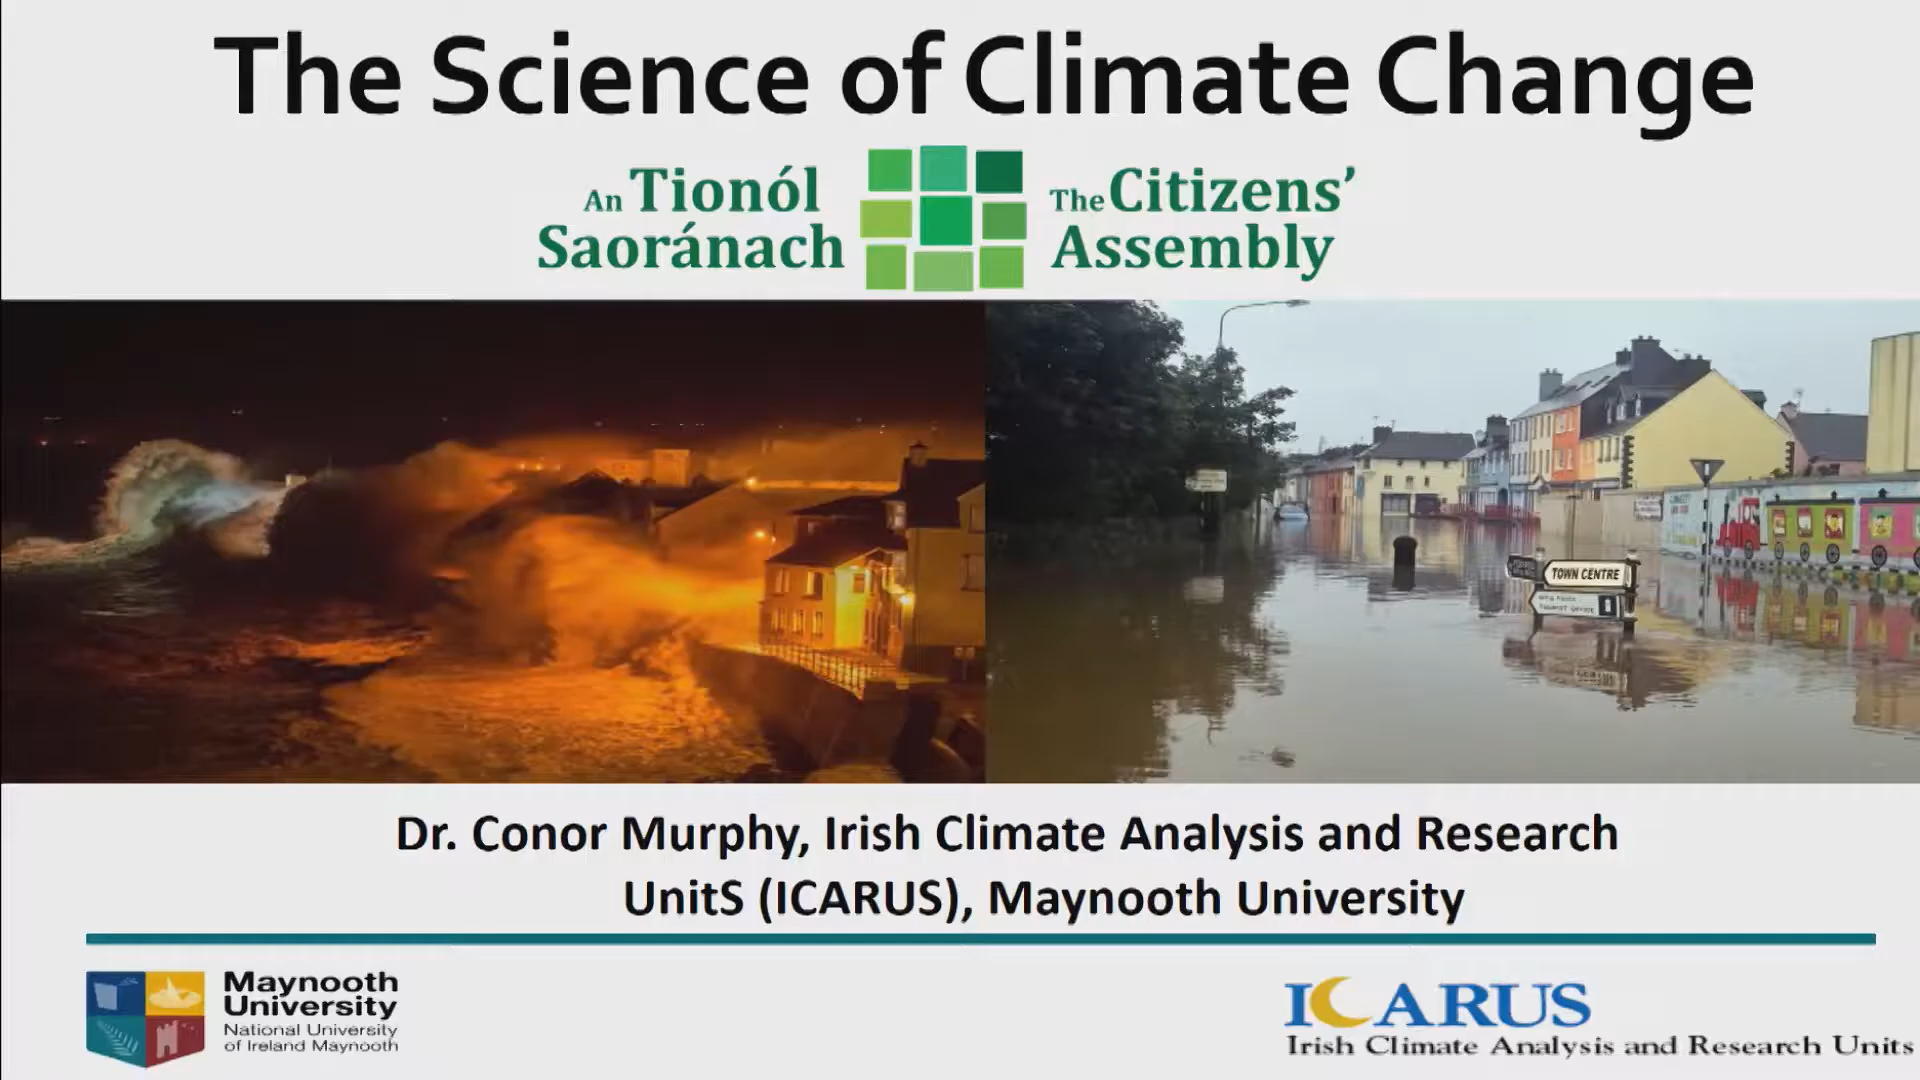 The Science of Climate Change
An Tionól
Saoránach
The Citizens’
Assembly
TOWN CENTRE
TOURIST OFFICE
Dr. Conor Murphy, Irish Climate Analysis and Research
UnitS (ICARUS), Maynooth University
Maynooth
University
National University
of Ireland Maynooth
ICARUS
Irish Climate Analysis and Research Units